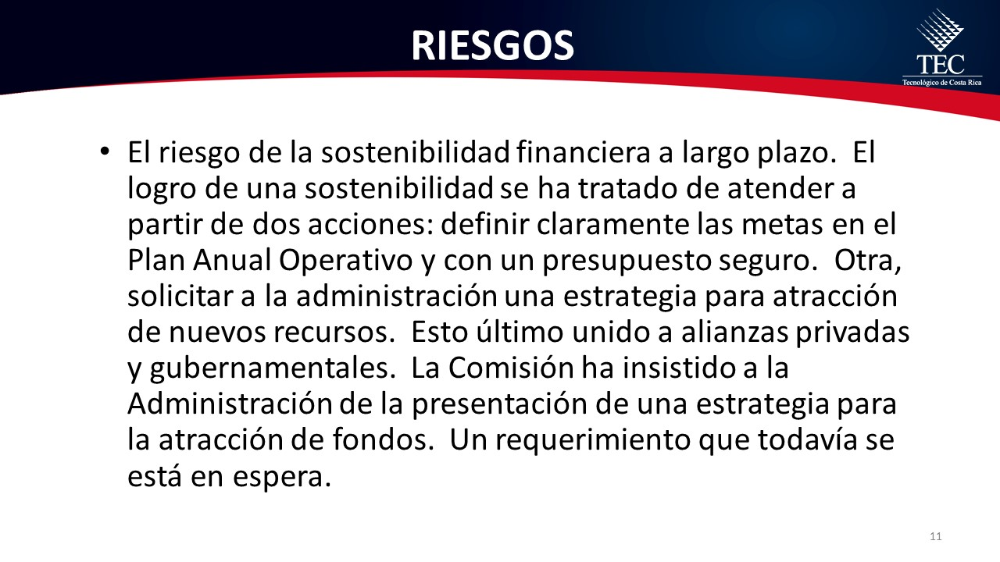 RIESGOS
TEC
Tecnológico de Costa Rica
• El riesgo de la sostenibilidad financiera a largo plazo.  El
logro de una sostenibilidad se ha tratado de atender a
partir de dos acciones: definir claramente las metas en el
Plan Anual Operativo y con un presupuesto seguro.  Otra,
solicitar a la administración una estrategia para atracción
de nuevos recursos.  Esto último unido a alianzas privadas
y gubernamentales.  La Comisión ha insistido a la
Administración de la presentación de una estrategia para
la atracción de fondos.  Un requerimiento que todavía se
está en espera.
11